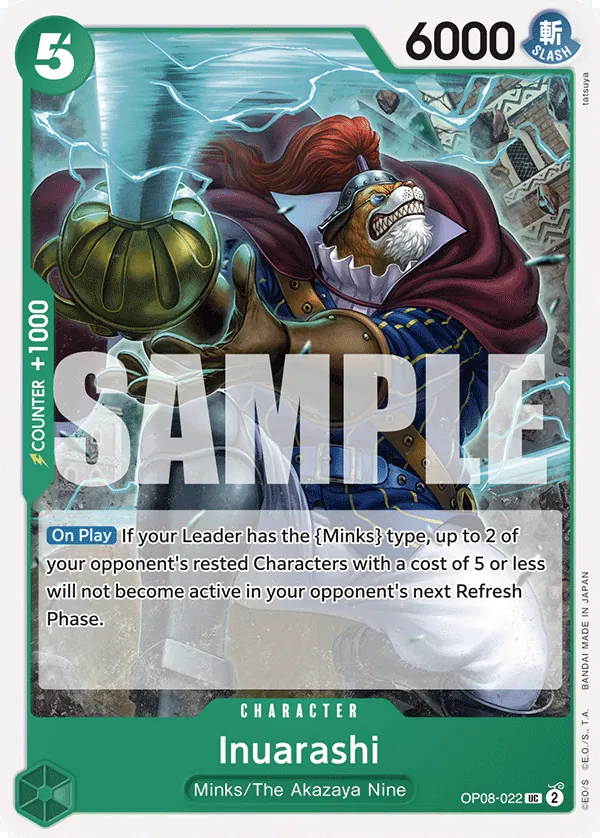 5
6000
斬
SLASH
tatsuya
COUNTER +1000
SAMPLE
On Play If your Leader has the {Minks} type, up to 2 of
your opponent's rested Characters with a cost of 5 or less
will not become active in your opponent's next Refresh
Phase.
CHARACTER
Inuarashi
Minks/The Akazaya Nine
OP08-022 UC 2
©EO/S ©E.O./S., T.A. BANDAI MADE IN JAPAN